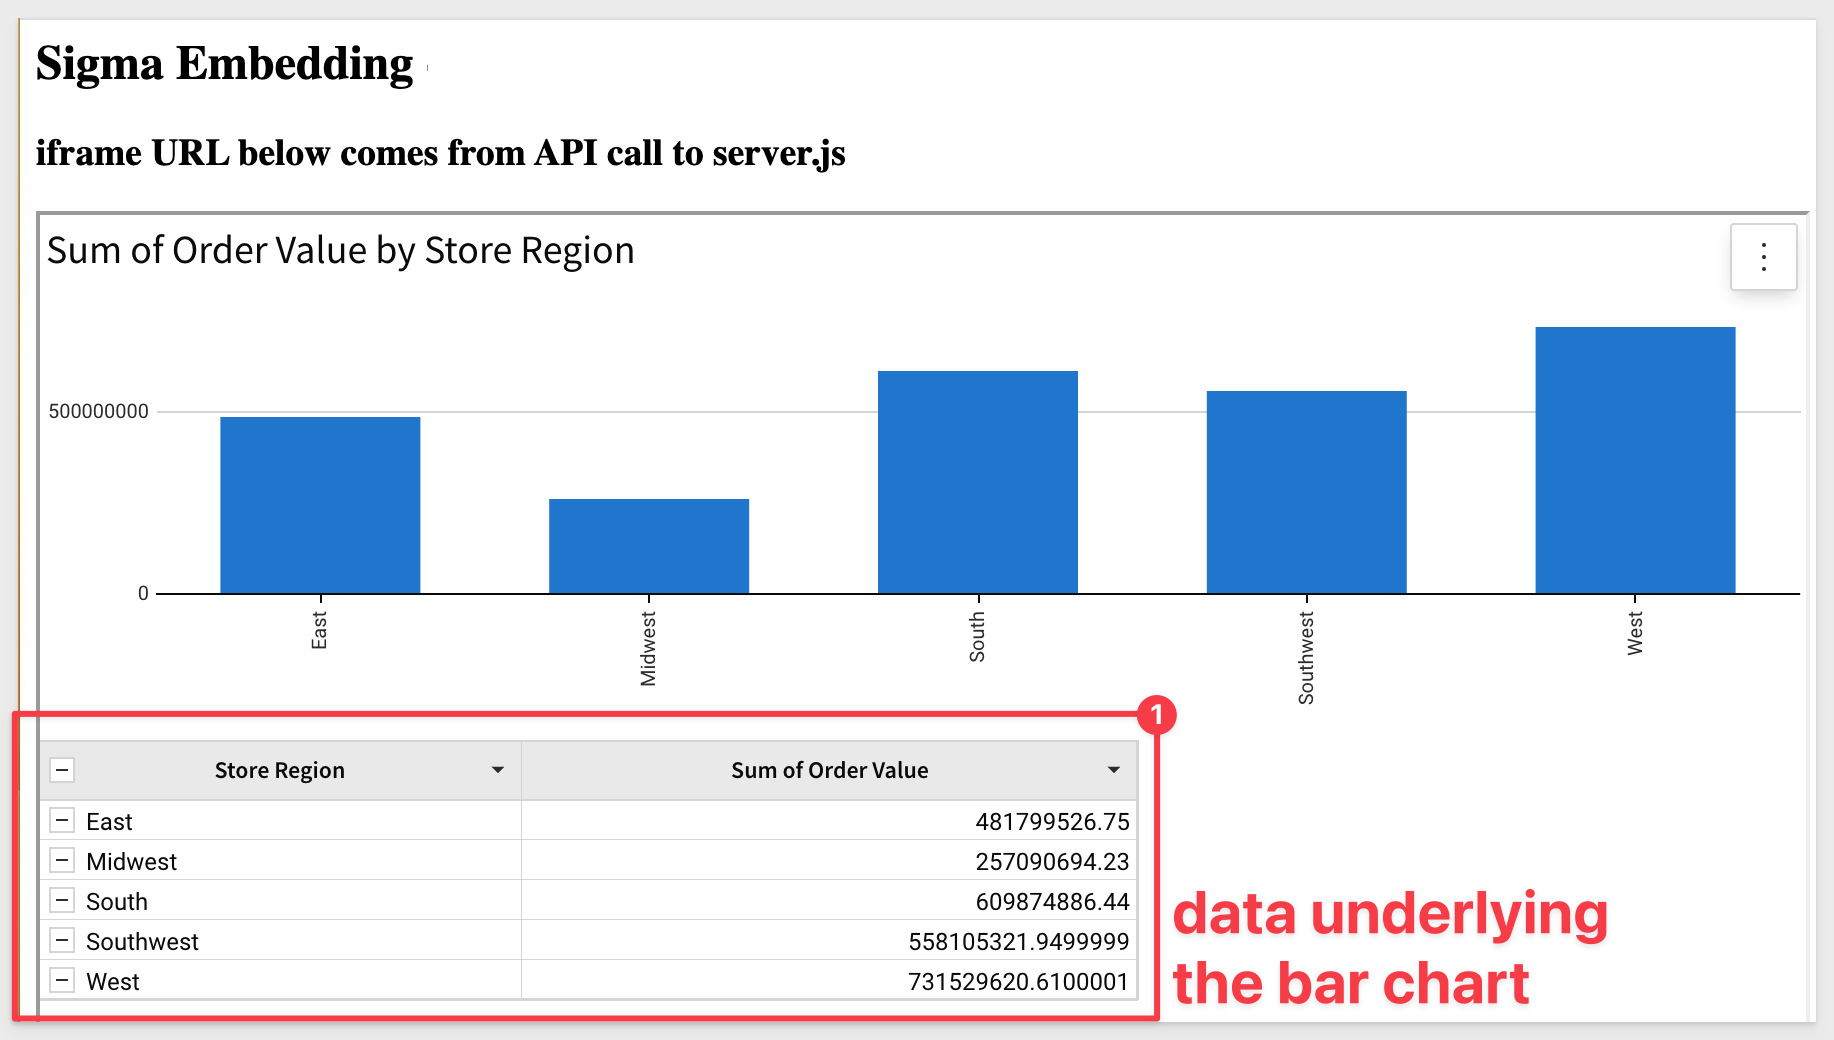 Sigma Embedding
iframe URL below comes from API call to server.js
Sum of Order Value by Store Region
500000000
0
East
Midwest
South
Southwest
West
1
Store Region Sum of Order Value
East 481799526.75
Midwest 257090694.23
South 609874886.44
Southwest 558105321.9499999
West 731529620.6100001
data underlying
the bar chart